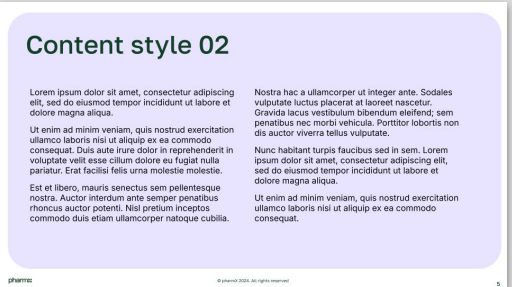 Content style 02
Lorem ipsum dolor sit amet, consectetur adipiscing
elit, sed do eiusmod tempor incididunt ut labore et
dolore magna aliqua.
Ut enim ad minim veniam, quis nostrud exercitation
ullamco laboris nisi ut aliquip ex ea commodo
consequat. Duis aute irure dolor in reprehenderit in
voluptate velit esse cillum dolore eu fugiat nulla
pariatur. Erat facilisi felis urna molestie molestie.
Est et libero, mauris senectus sem pellentesque
nostra. Auctor interdum ante semper penatibus
rhoncus auctor potenti. Nisl pretium inceptos
commodo duis etiam ullamcorper natoque cubilia.
Nostra hac a ullamcorper ut integer ante. Sodales
vulputate luctus placerat at laoreet nascetur.
Gravida lacus vestibulum bibendum eleifend; sem
penatibus nec morbi vehicula. Porttitor lobortis non
dis auctor viverra tellus vulputate.
Nunc habitant turpis faucibus sed in sem. Lorem
ipsum dolor sit amet, consectetur adipiscing elit,
sed do eiusmod tempor incididunt ut labore et
dolore magna aliqua.
Ut enim ad minim veniam, quis nostrud exercitation
ullamco laboris nisi ut aliquip ex ea commodo
consequat.
pharmx
© pharmX 2024. All rights reserved
5